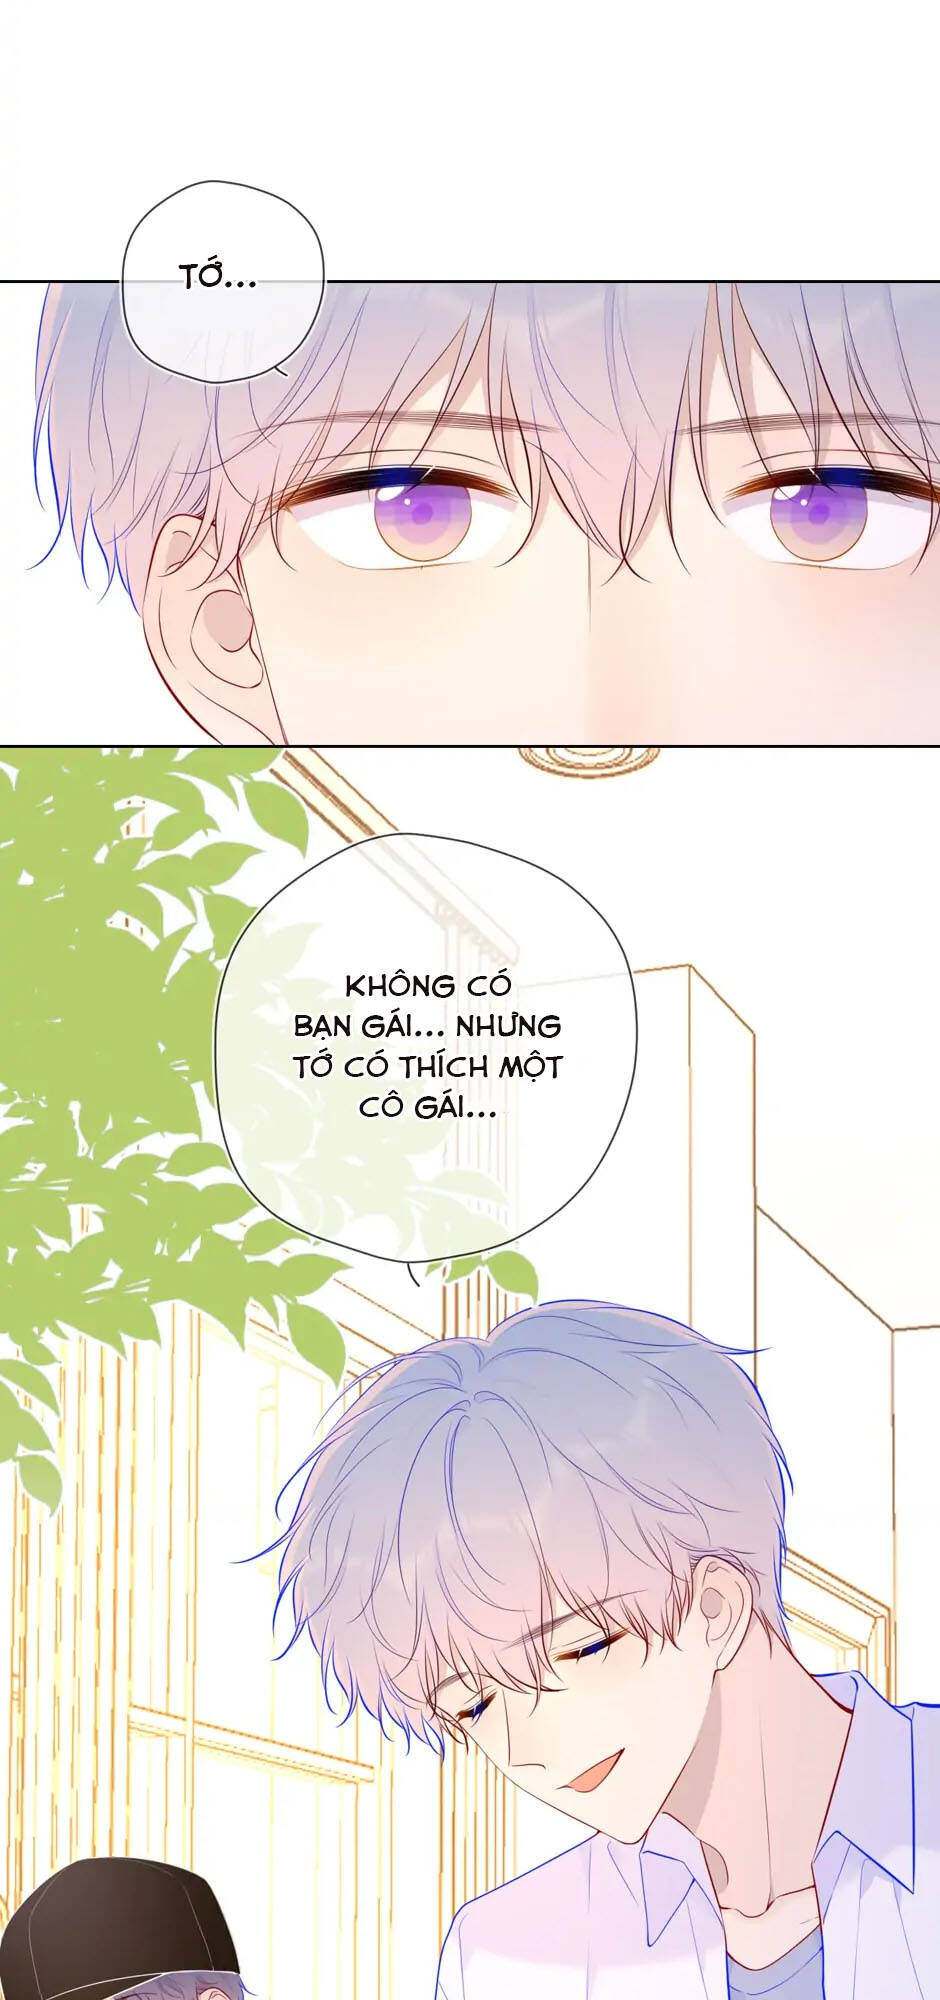 TỚ...
KHÔNG CÓ
BẠN GÁI... NHƯNG
TỚ CÓ THÍCH MỘT
CÔ GÁI...